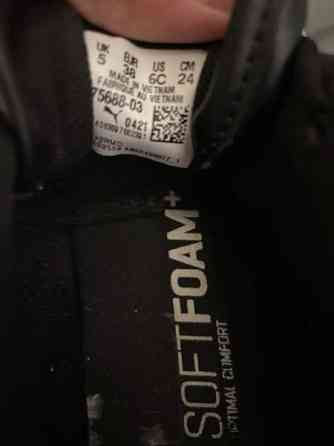 UK EUR US CM
5 38 6C 24
MADE IN VIETNAM
FABRIQUÉ AU VIETNAM
75688-03
0421
SOFTFOAM+
OPTIMAL COMFORT